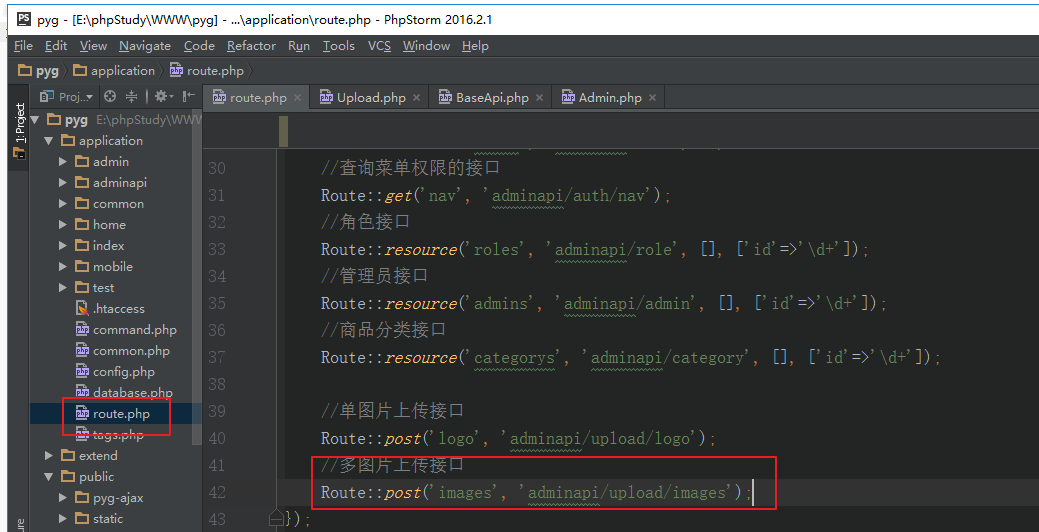 pyg - [E:\phpStudy\WWW\pyg] - ...\application\route.php - PhpStorm 2016.2.1
File Edit View Navigate Code Refactor Run Tools VCS Window Help
pyg application route.php
1: Project
Proj...
route.php Upload.php BaseApi.php Admin.php
pyg E:\phpStudy\WWW
application
admin
adminapi
common
home
index
mobile
test
.htaccess
command.php
common.php
config.php
database.php
route.php
tags.php
extend
public
pyg-ajax
static
30 //查询菜单权限的接口
31 Route::get('nav', 'adminapi/auth/nav');
32 //角色接口
33 Route::resource('roles', 'adminapi/role', [], ['id'=>'\d+']);
34 //管理员接口
35 Route::resource('admins', 'adminapi/admin', [], ['id'=>'\d+']);
36 //商品分类接口
37 Route::resource('categorys', 'adminapi/category', [], ['id'=>'\d+']);
38
39 //单图片上传接口
40 Route::post('logo', 'adminapi/upload/logo');
41 //多图片上传接口
42 Route::post('images', 'adminapi/upload/images');
43 });